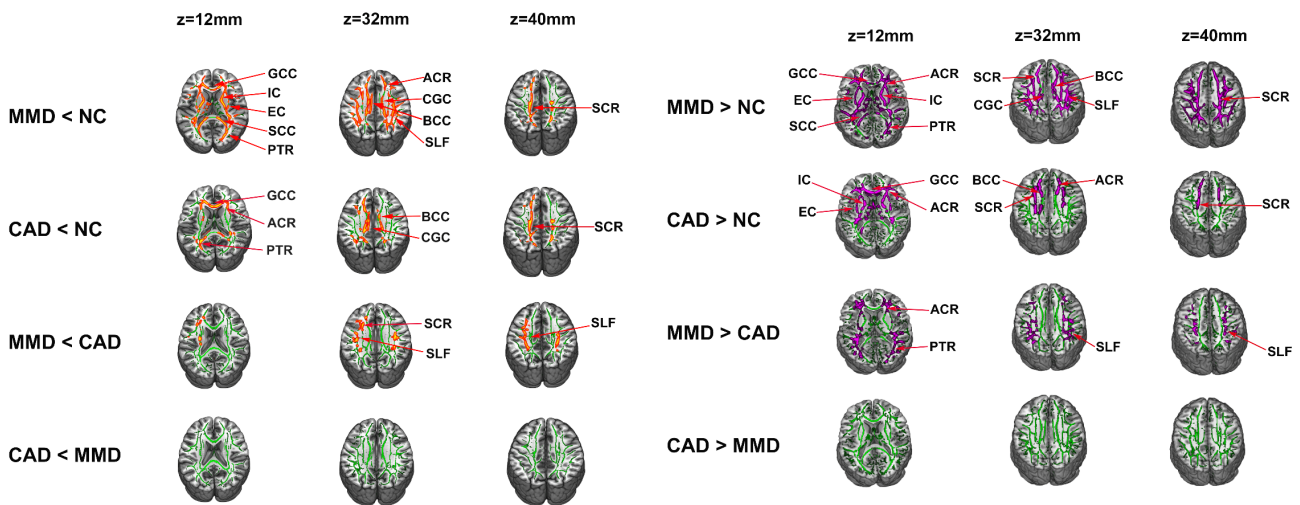 z=12mm z=32mm z=40mm
MMD < NC
GCC
IC
EC
SCC
PTR
ACR
CGC
BCC
SLF
SCR
CAD < NC
GCC
ACR
PTR
BCC
CGC
SCR
MMD < CAD
SCR
SLF
SLF
CAD < MMD
z=12mm z=32mm z=40mm
MMD > NC
GCC
EC
SCC
ACR
IC
PTR
SCR
CGC
BCC
SLF
SCR
CAD > NC
IC
EC
GCC
ACR
BCC
SCR
ACR
SCR
MMD > CAD
ACR
PTR
SLF
SLF
CAD > MMD